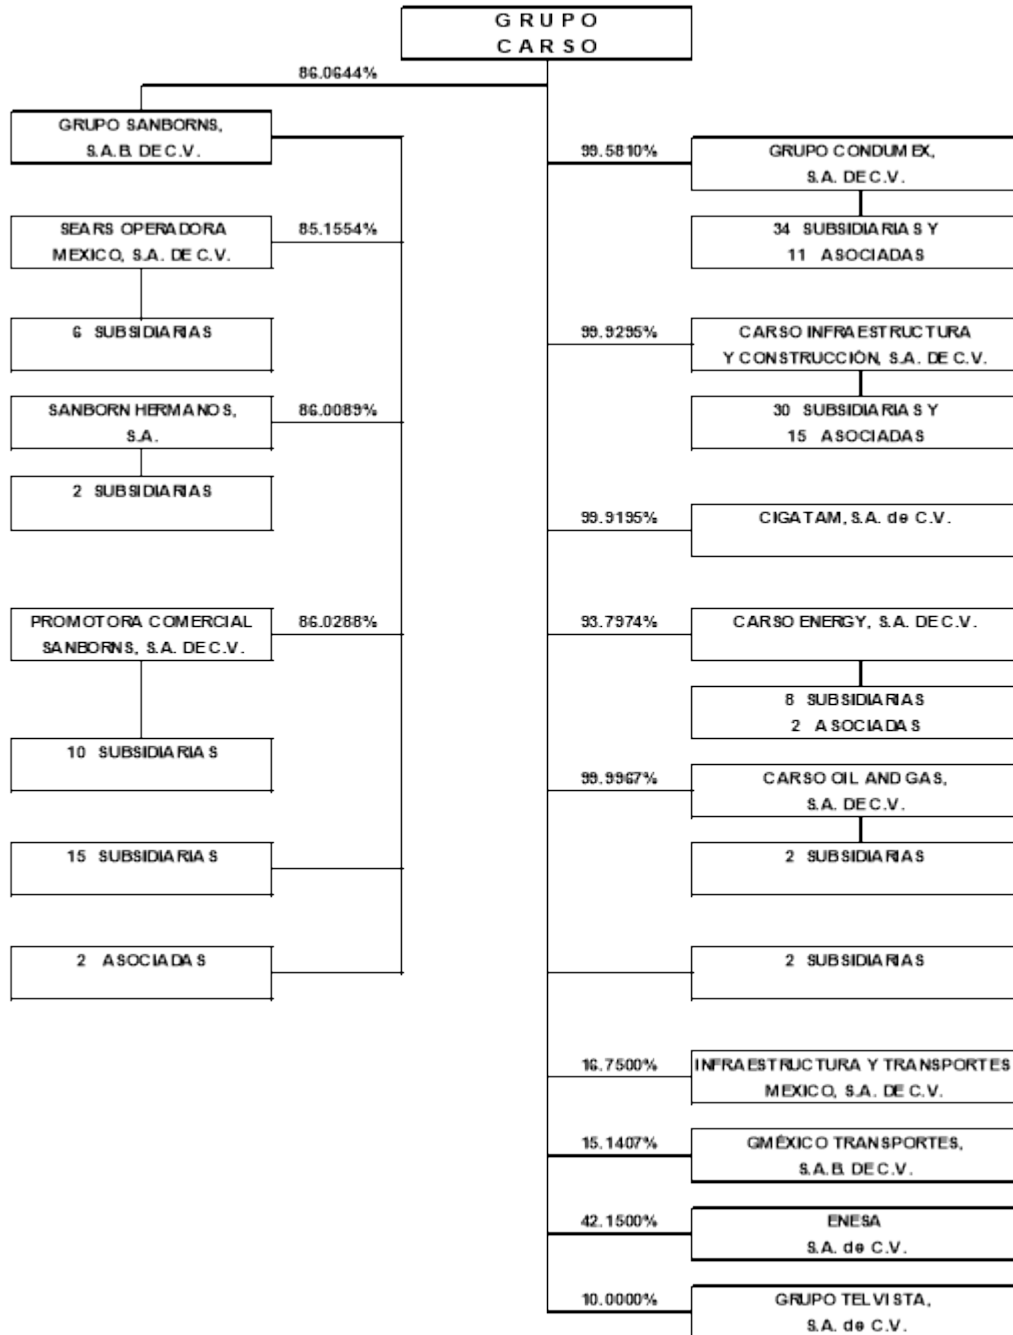 GRUPO
CARSO
86.0644%
GRUPO SANBORNS,
S.A.B. DE C.V.
SEARS OPERADORA
MEXICO, S.A. DE C.V.
85.1554%
6 SUBSIDIARIAS
SANBORN HERMANOS,
S.A.
86.0089%
2 SUBSIDIARIAS
PROMOTORA COMERCIAL
SANBORNS, S.A. DE C.V.
86.0288%
10 SUBSIDIARIAS
15 SUBSIDIARIAS
2 ASOCIADAS
99.5810%
GRUPO CONDUMEX,
S.A. DE C.V.
34 SUBSIDIARIAS Y
11 ASOCIADAS
99.9295%
CARSO INFRAESTRUCTURA
Y CONSTRUCCIÓN, S.A. DE C.V.
30 SUBSIDIARIAS Y
15 ASOCIADAS
99.9195%
CIGATAM, S.A. de C.V.
93.7974%
CARSO ENERGY, S.A. DE C.V.
8 SUBSIDIARIAS
2 ASOCIADAS
99.9967%
CARSO OIL AND GAS,
S.A. DE C.V.
2 SUBSIDIARIAS
2 SUBSIDIARIAS
16.7500%
INFRAESTRUCTURA Y TRANSPORTES
MEXICO, S.A. DE C.V.
15.1407%
GMÉXICO TRANSPORTES,
S.A.B. DE C.V.
42.1500%
ENESA
S.A. de C.V.
10.0000%
GRUPO TELVISTA,
S.A. de C.V.